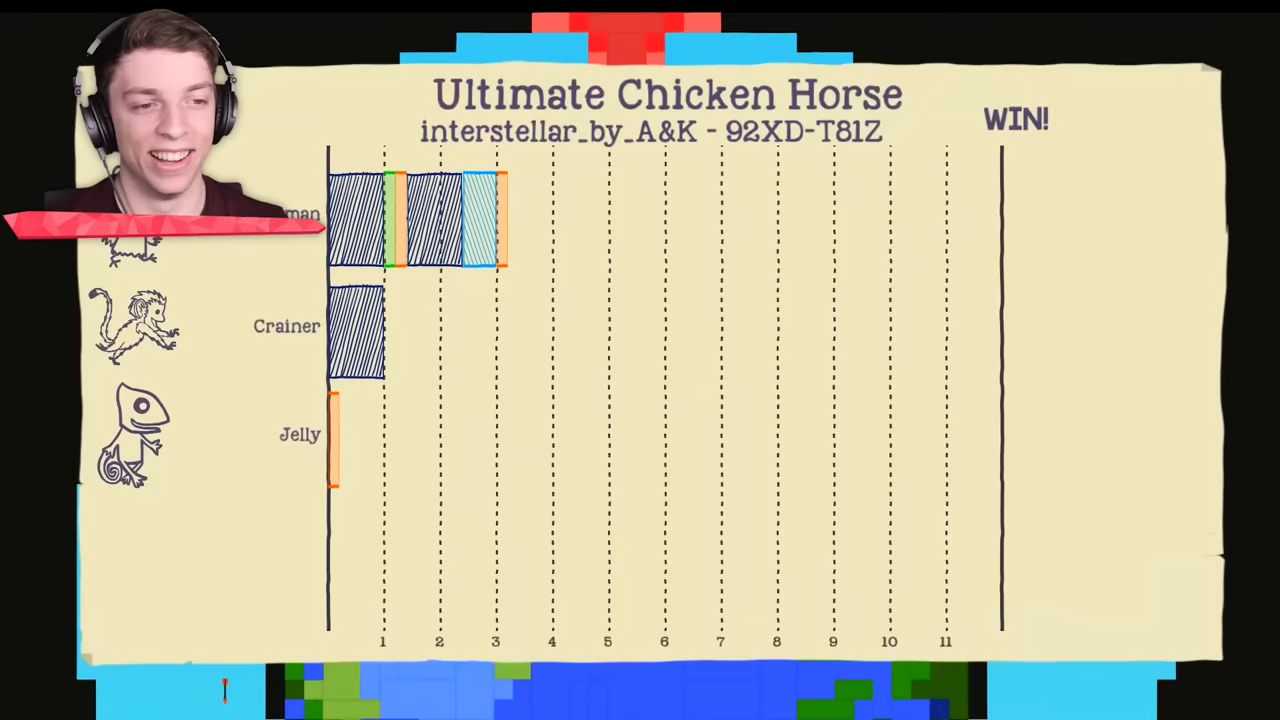 Ultimate Chicken Horse
interstellar_by_A&K - 92XD-T81Z
WIN!
Crainer
Jelly
1 2 3 4 5 6 7 8 9 10 11